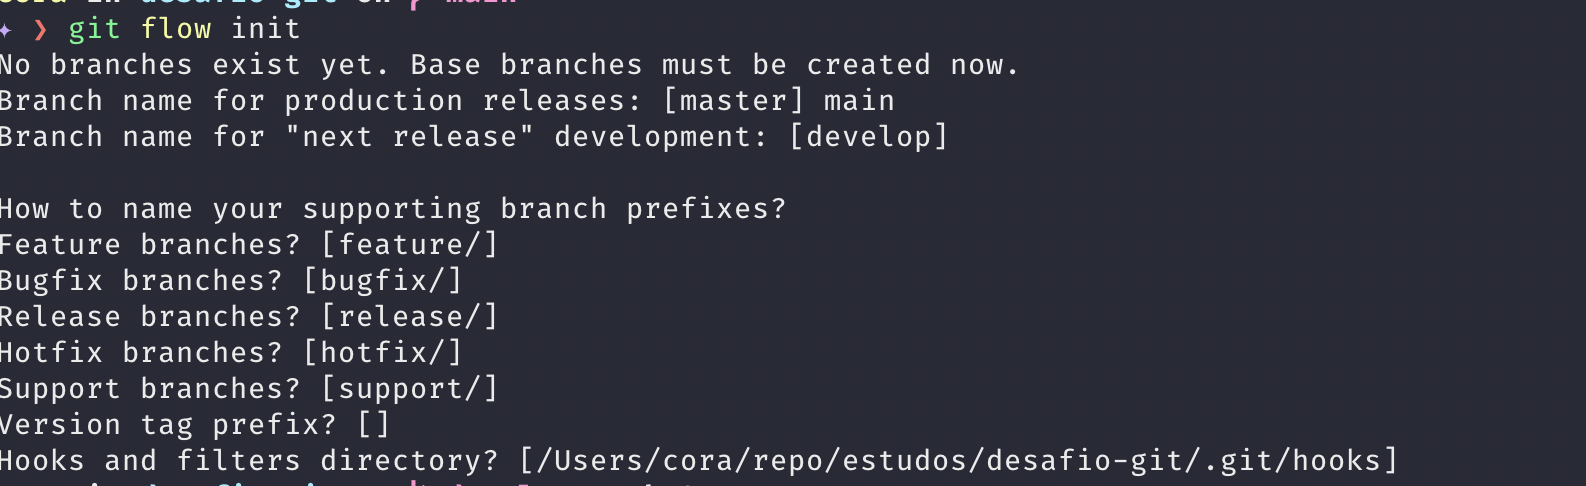 ✦ ❯ git flow init
No branches exist yet. Base branches must be created now.
Branch name for production releases: [master] main
Branch name for "next release" development: [develop]
How to name your supporting branch prefixes?
Feature branches? [feature/]
Bugfix branches? [bugfix/]
Release branches? [release/]
Hotfix branches? [hotfix/]
Support branches? [support/]
Version tag prefix? []
Hooks and filters directory? [/Users/cora/repo/estudos/desafio-git/.git/hooks]